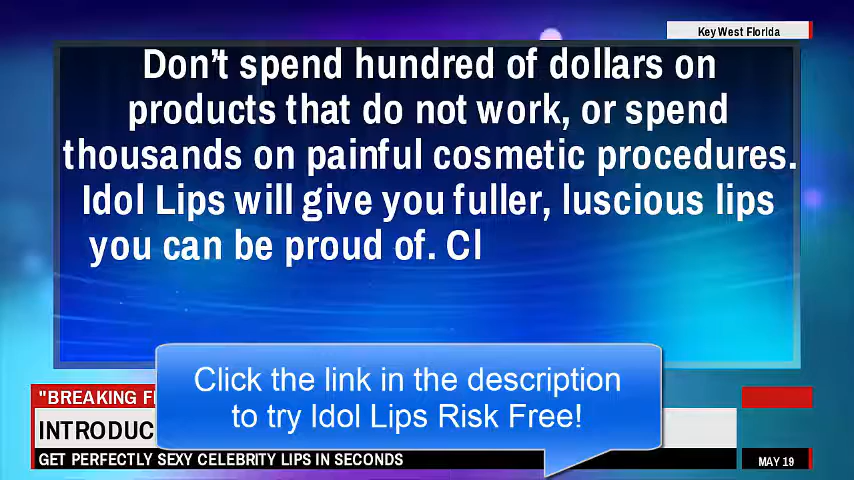 Key West Florida
Don't spend hundred of dollars on
products that do not work, or spend
thousands on painful cosmetic procedures.
Idol Lips will give you fuller, luscious lips
you can be proud of. Cl
Click the link in the description
to try Idol Lips Risk Free!
"BREAKING F
INTRODUC
GET PERFECTLY SEXY CELEBRITY LIPS IN SECONDS
MAY 19